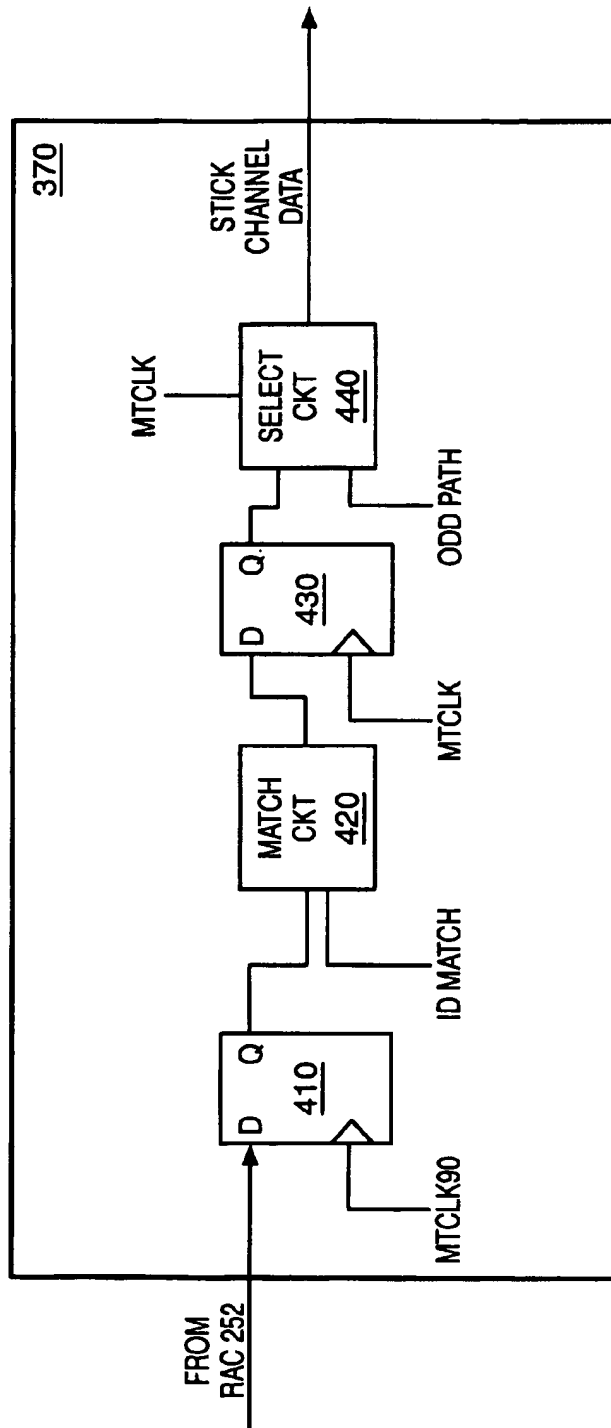 370
FROM
RAC 252
D Q
410
MTCLK90
ID MATCH
MATCH
CKT
420
D Q
430
MTCLK
MTCLK
SELECT
CKT
440
ODD PATH
STICK
CHANNEL
DATA